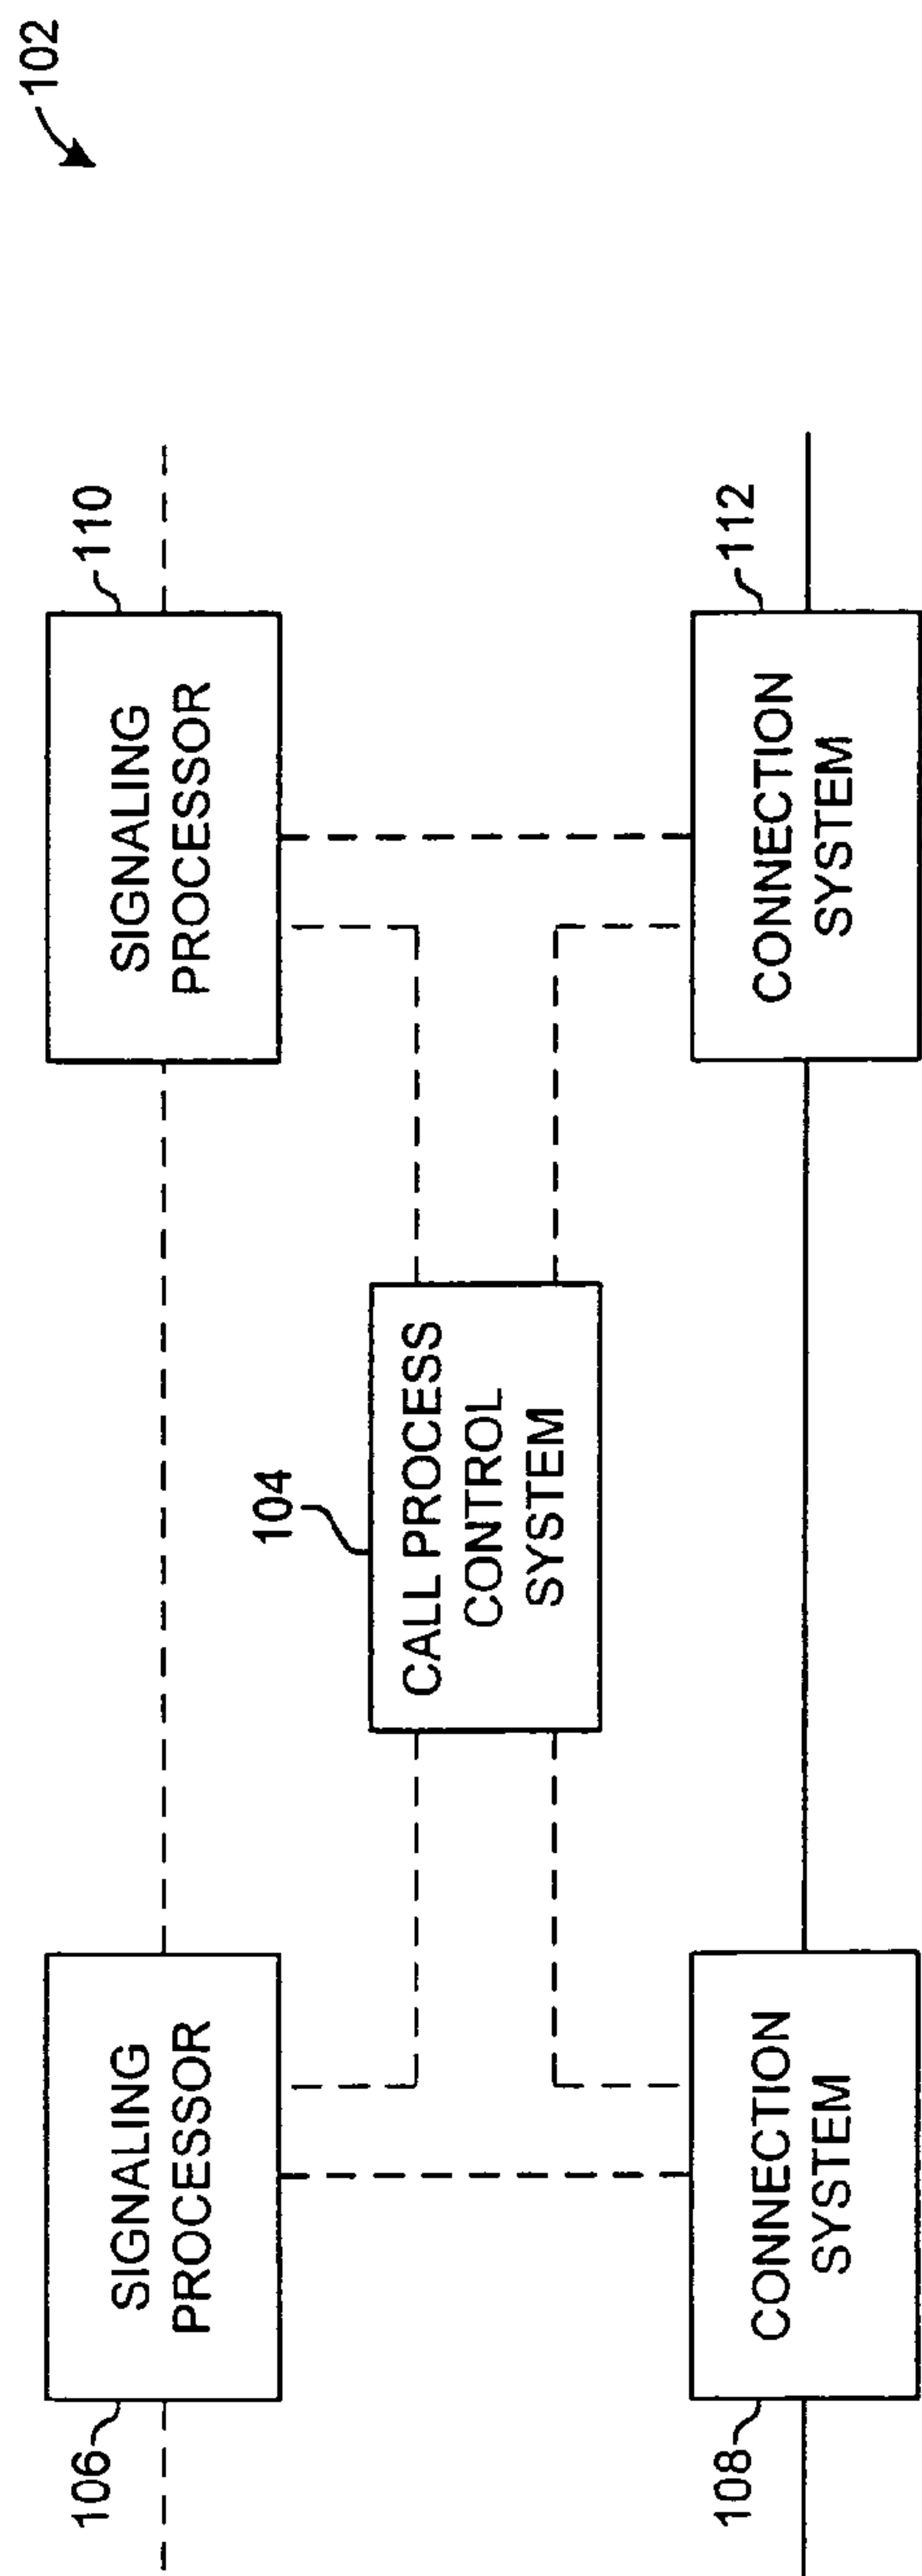 102
106
SIGNALING
PROCESSOR
110
SIGNALING
PROCESSOR
104
CALL PROCESS
CONTROL
SYSTEM
108
CONNECTION
SYSTEM
112
CONNECTION
SYSTEM